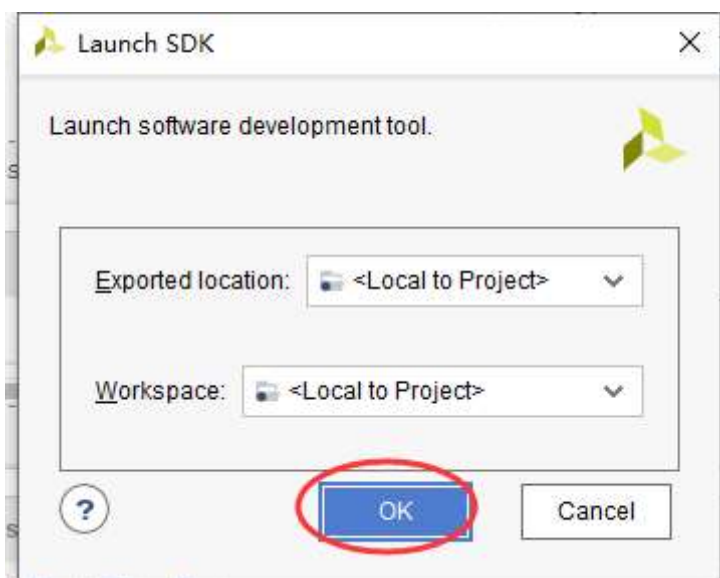 Launch SDK
Launch software development tool.
Exported location: <Local to Project>
Workspace: <Local to Project>
? OK Cancel